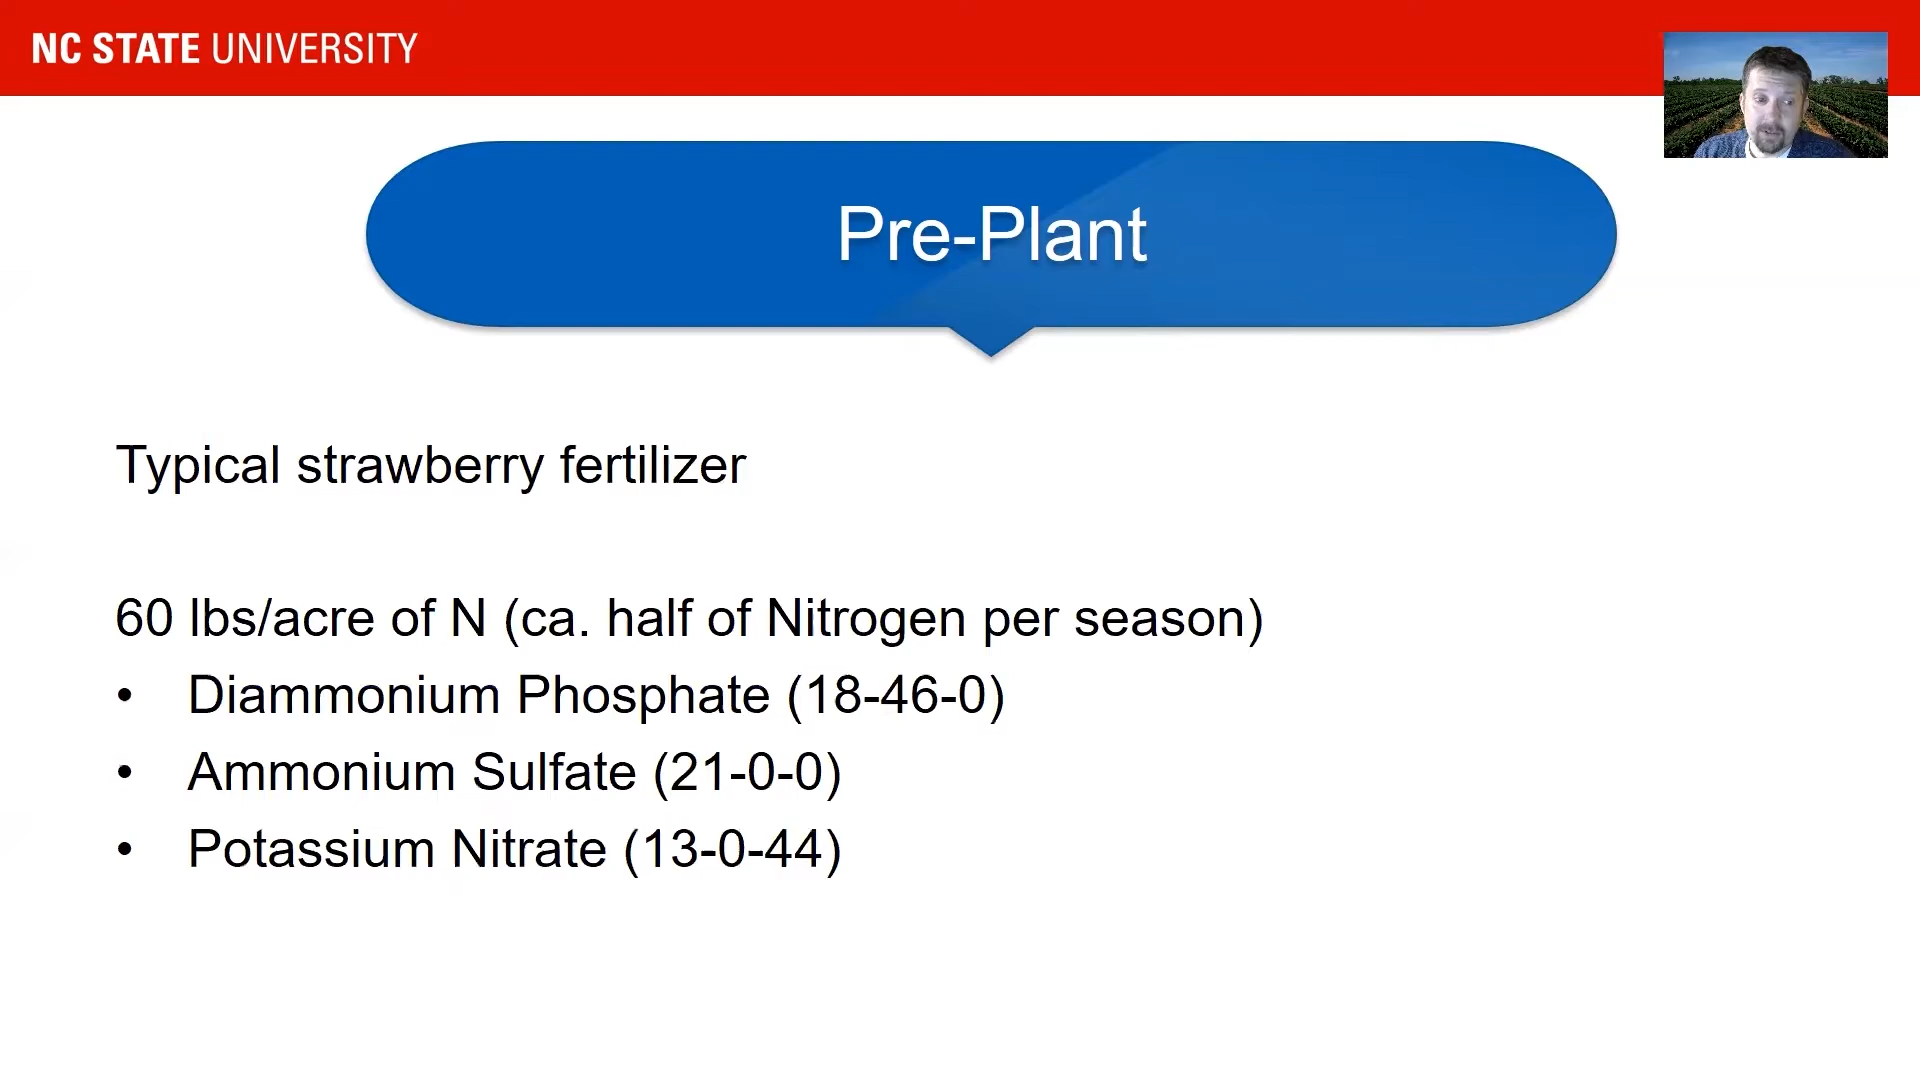 NC STATE UNIVERSITY
Pre-Plant
Typical strawberry fertilizer
60 lbs/acre of N (ca. half of Nitrogen per season)
• Diammonium Phosphate (18-46-0)
• Ammonium Sulfate (21-0-0)
• Potassium Nitrate (13-0-44)